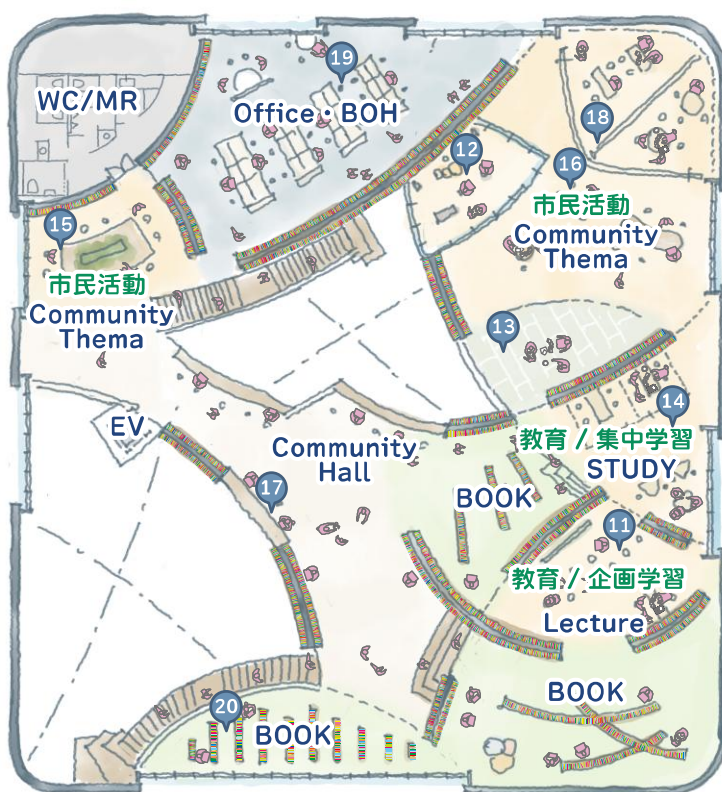 19
WC/MR
Office・BOH
18
12
16
15
市民活動
Community
Thema
市民活動
Community
Thema
13
14
EV
教育/集中学習
STUDY
Community
Hall
BOOK
17
11
教育/企画学習
Lecture
BOOK
20
BOOK